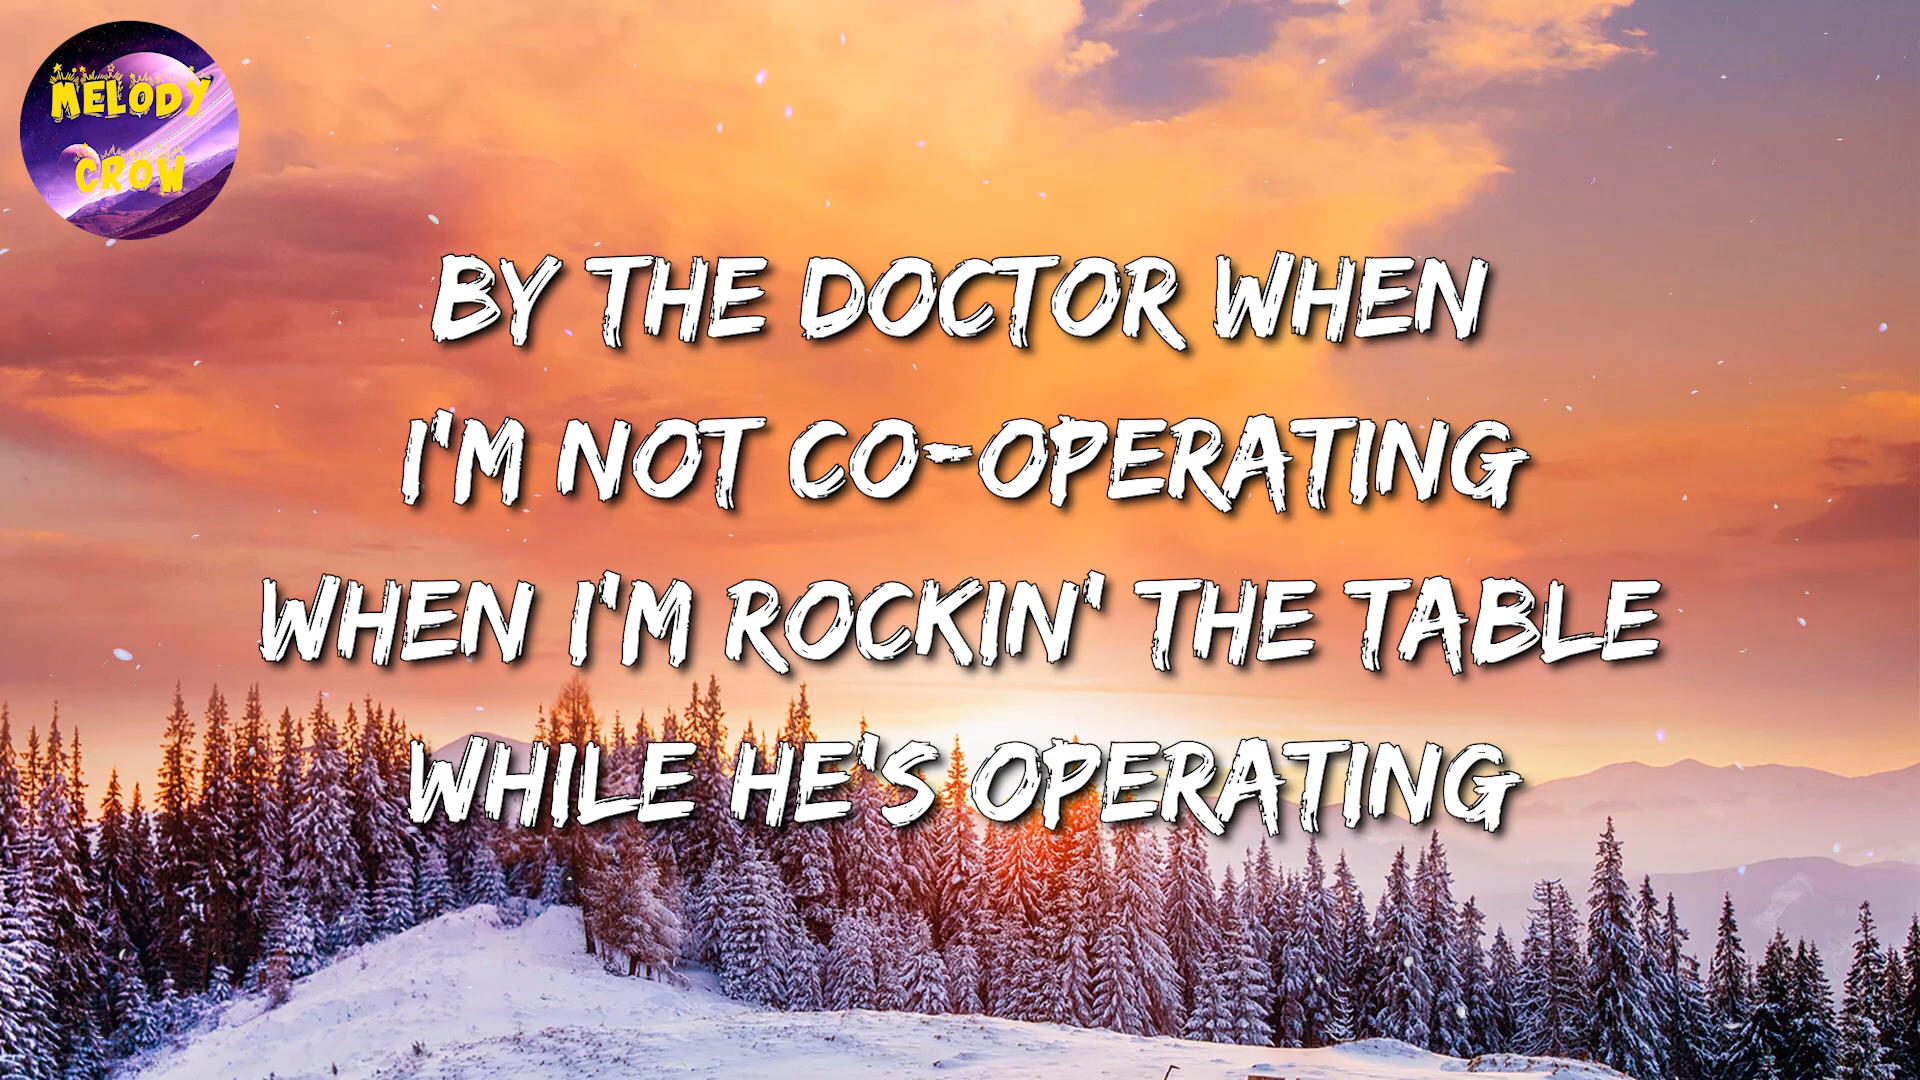 MELODY
CROW
BY THE DOCTOR WHEN
I'M NOT CO-OPERATING
WHEN I'M ROCKIN' THE TABLE
WHILE HE'S OPERATING